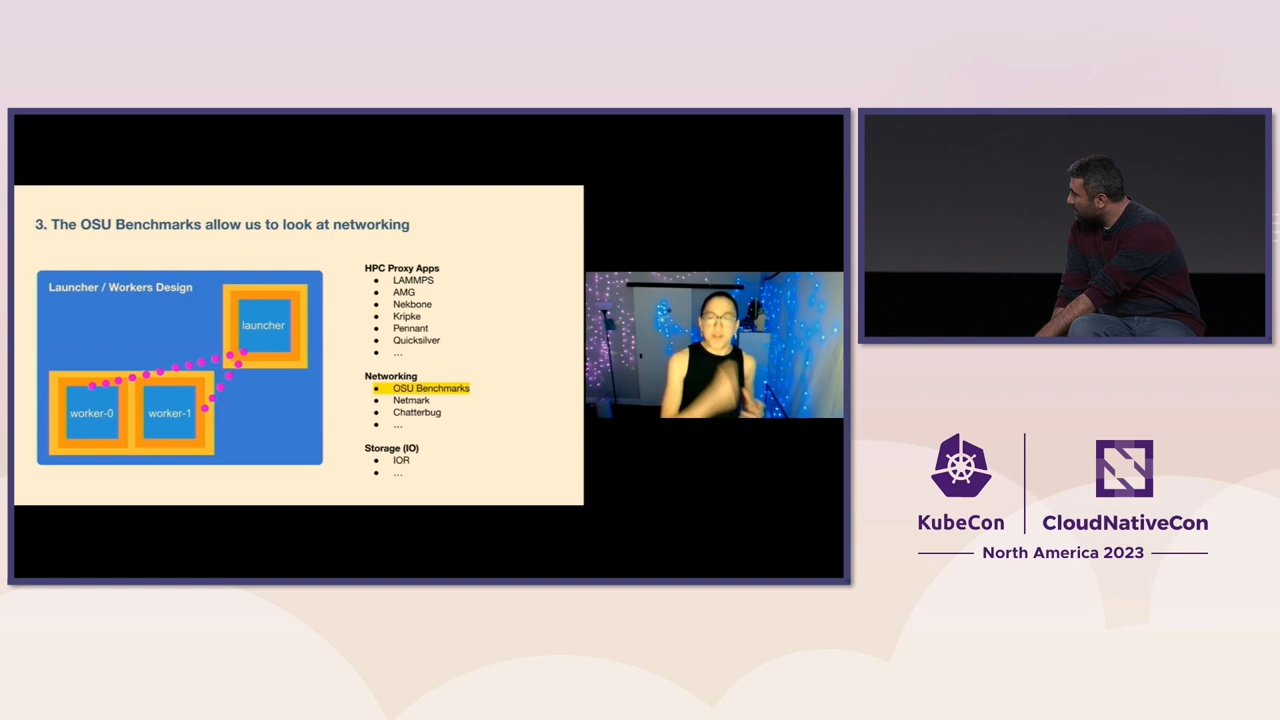 3. The OSU Benchmarks allow us to look at networking
Launcher / Workers Design
launcher
worker-0
worker-1
HPC Proxy Apps
● LAMMPS
● AMG
● Nekbone
● Kripke
● Pennant
● Quicksilver
● ...
Networking
● OSU Benchmarks
● Netmark
● Chatterbug
● ...
Storage (IO)
● IOR
● ...
KubeCon
CloudNativeCon
North America 2023